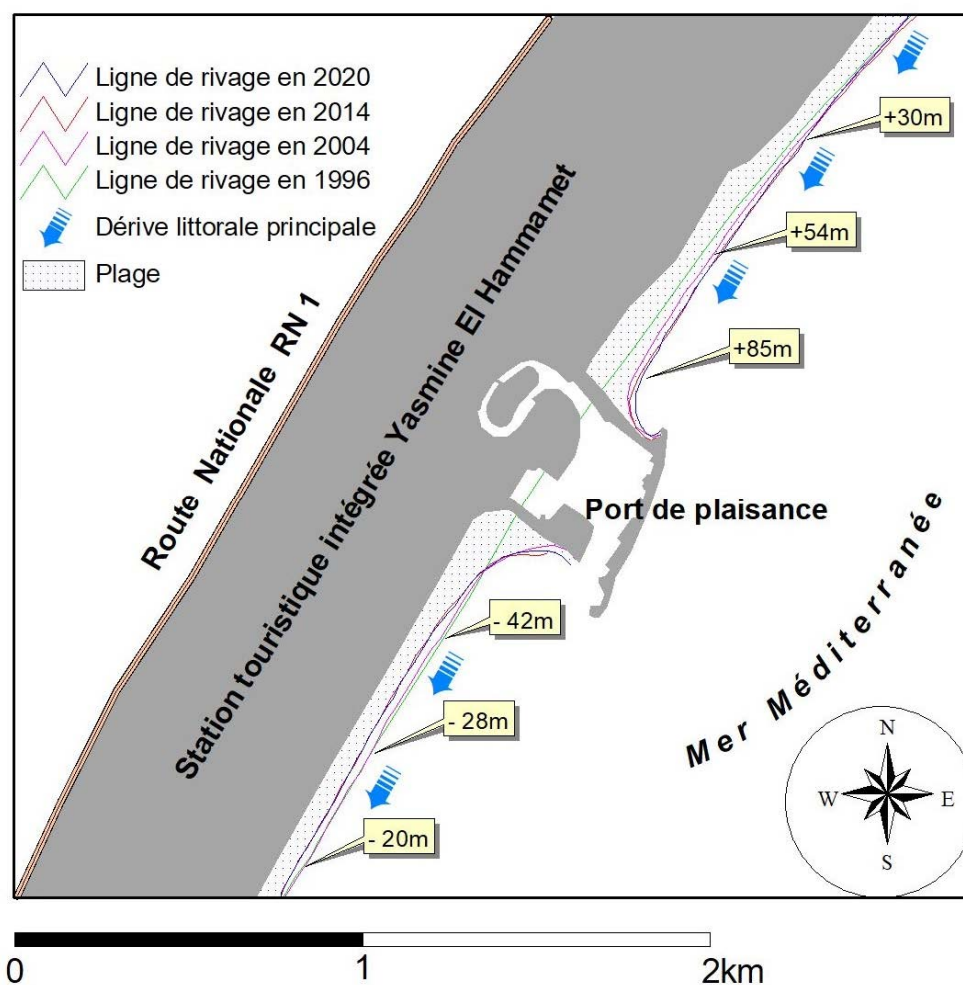 Ligne de rivage en 2020
Ligne de rivage en 2014
Ligne de rivage en 2004
Ligne de rivage en 1996
Dérive littorale principale
Plage
+30m
+54m
+85m
Route Nationale RN 1
Station touristique intégrée Yasmine El Hammamet
Port de plaisance
- 42m
- 28m
- 20m
Mer Méditerranée
N
W
E
S
0
1
2km